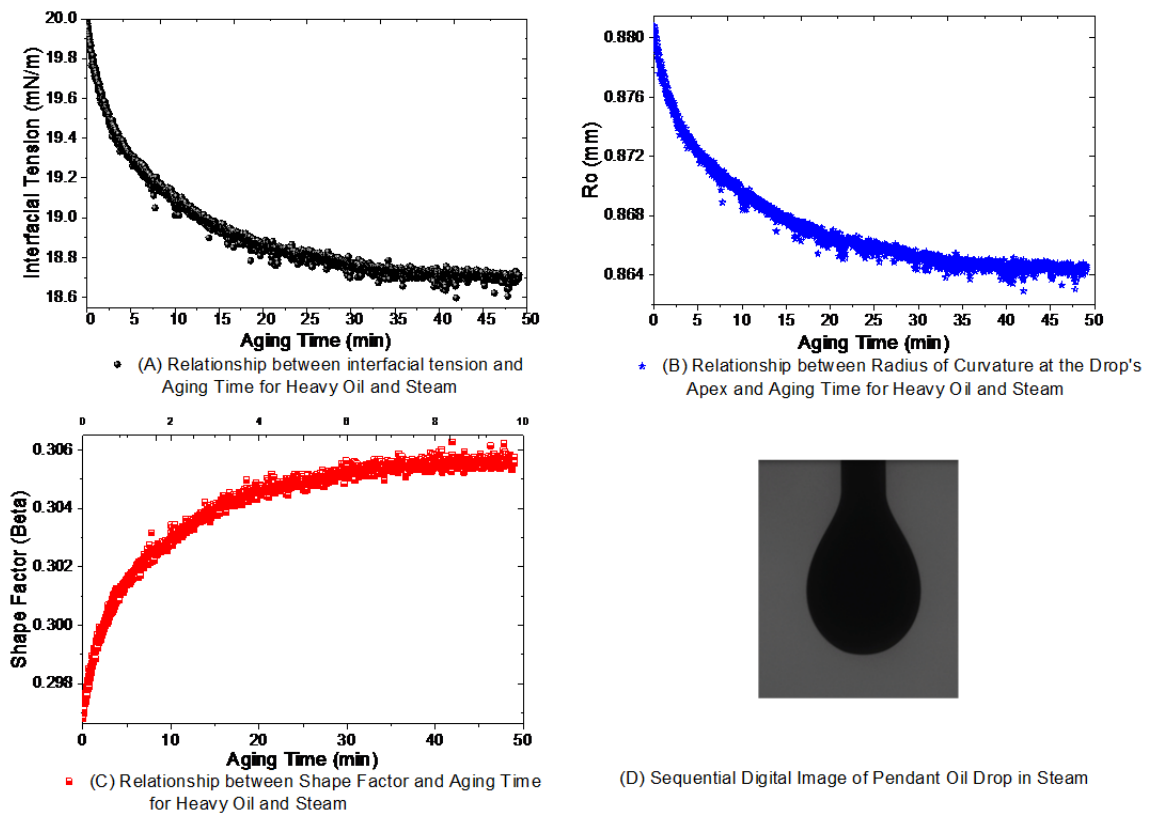 20.0
19.8
19.6
19.4
19.2
19.0
18.8
18.6
Interfacial Tension (mN/m)
0 5 10 15 20 25 30 35 40 45 50
Aging Time (min)
(A) Relationship between interfacial tension and
Aging Time for Heavy Oil and Steam
0.880
0.876
0.872
0.868
0.864
Ro (mm)
0 5 10 15 20 25 30 35 40 45 50
Aging Time (min)
(B) Relationship between Radius of Curvature at the Drop's
Apex and Aging Time for Heavy Oil and Steam
0 2 4 6 8 10
0.306
0.304
0.302
0.300
0.298
Shape Factor (Beta)
0 10 20 30 40 50
Aging Time (min)
(C) Relationship between Shape Factor and Aging Time
for Heavy Oil and Steam
(D) Sequential Digital Image of Pendant Oil Drop in Steam